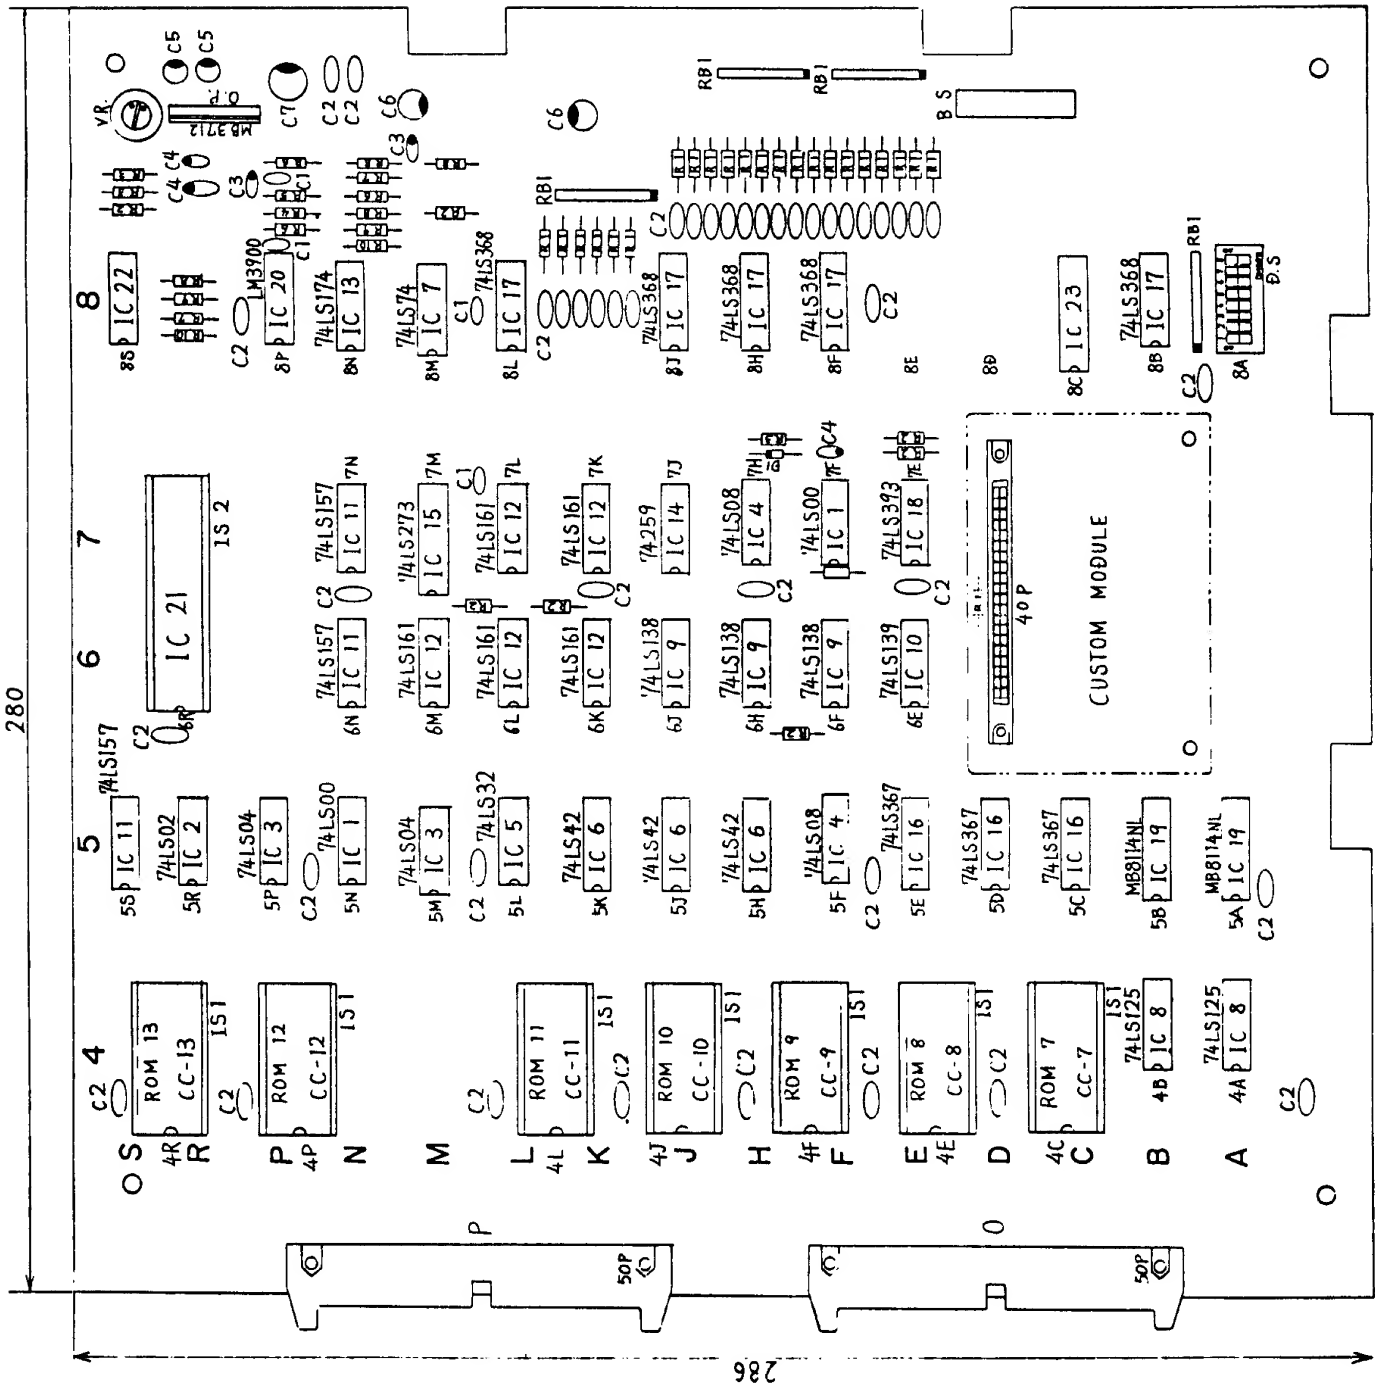 280
286
8
7
6
5
4
S
R
P
N
M
L
K
J
H
F
E
D
C
B
A
VR.
O.P.
MB3712
C5
C5
C7
C2
C2
C6
C6
C4
C4
C3
C3
C1
C1
RB1
RB1
RB1
RB1
B S
8S
IC 22
C2
LM3900
8P
IC 20
74LS174
8N
IC 13
74LS74
8M
IC 7
C1
74LS368
8L
IC 17
C2
C2
74LS368
8J
IC 17
74LS368
8H
IC 17
74LS368
8F
IC 17
C2
8E
8D
8C
IC 23
74LS368
8B
IC 17
C2
8A
D.S
IC 21
IS 2
6R
C2
74LS157
IC 11
7N
C2
74LS273
IC 15
7M
C1
74LS161
IC 12
7L
74LS161
IC 12
7K
C2
74259
IC 14
7J
74LS08
IC 4
7H
D1
R3
C2
74LS00
IC 1
7F
C4
74LS393
IC 18
7E
R2
R2
C2
74LS157
6N
IC 11
74LS161
6M
IC 12
R2
74LS161
6L
IC 12
R2
74LS161
6K
IC 12
74LS138
6J
IC 9
74LS138
6H
IC 9
R2
74LS138
6F
IC 9
74LS139
6E
IC 10
40P
CUSTOM MODULE
74LS157
5S
IC 11
74LS02
5R
IC 2
74LS04
5P
IC 3
C2
74LS00
5N
IC 1
74LS04
5M
IC 3
C2
74LS32
5L
IC 5
74LS42
5K
IC 6
74LS42
5J
IC 6
74LS42
5H
IC 6
74LS08
5F
IC 4
C2
74LS367
5E
IC 16
74LS367
5D
IC 16
74LS367
5C
IC 16
MB8114NL
5B
IC 19
MB8114NL
5A
IC 19
C2
C2
ROM 13
CC-13
4R
IS1
C2
ROM 12
CC-12
4P
IS1
C2
ROM 11
CC-11
4L
IS1
C2
ROM 10
CC-10
4J
IS1
C2
ROM 9
CC-9
4F
IS1
C2
ROM 8
CC-8
4E
IS1
C2
ROM 7
CC-7
4C
IS1
74LS125
4B
IC 8
74LS125
4A
IC 8
C2
P
50P
O
50P